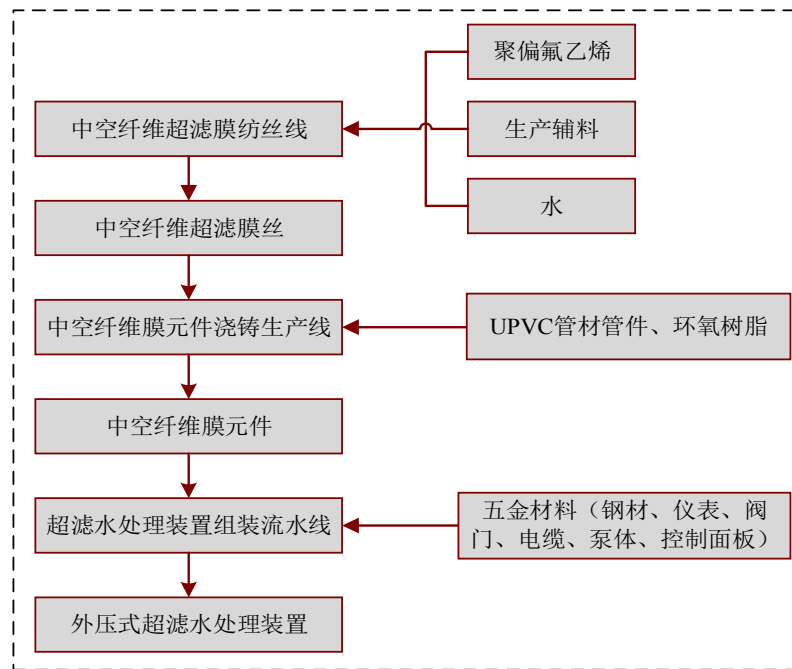 聚偏氟乙烯
中空纤维超滤膜纺丝线
生产辅料
水
中空纤维超滤膜丝
中空纤维膜元件浇铸生产线
UPVC管材管件、环氧树脂
中空纤维膜元件
超滤水处理装置组装流水线
五金材料（钢材、仪表、阀
门、电缆、泵体、控制面板）
外压式超滤水处理装置